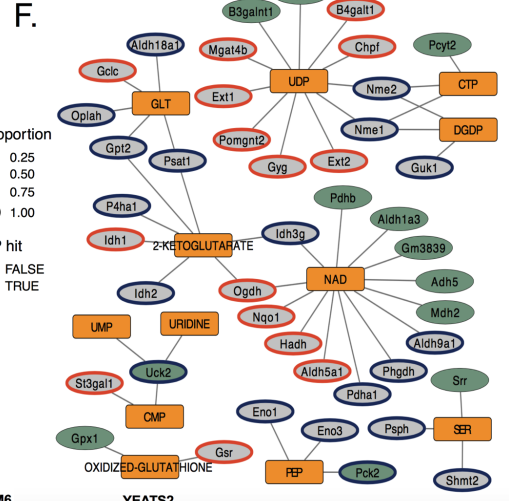 F.
B3galnt1
B4galt1
Aldh18a1
Mgat4b
Chpf
Pcyt2
Gclc
UDP
Nme2
CTP
Ext1
GLT
Oplah
oportion
Nme1
DGDP
0.25
Gpt2
Psat1
Pomgnt2
Gyg
Ext2
Guk1
0.50
0.75
P4ha1
Pdhb
1.00
Aldh1a3
Idh1
2-KETOGLUTARATE
Idh3g
Gm3839
hit
FALSE
NAD
Adh5
TRUE
Idh2
Ogdh
Mdh2
Nqo1
UMP
URIDINE
Hadh
Aldh9a1
Uck2
Aldh5a1
Phgdh
St3gal1
Pdha1
Srr
CMP
Eno1
Gpx1
Eno3
Psph
SER
Gsr
OXIDIZED-GLUTATHIONE
PEP
Pck2
Shmt2
YEATS2